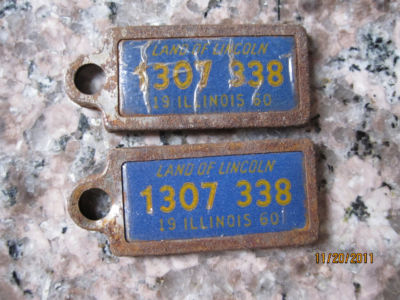 LAND OF LINCOLN
1307 338
19 ILLINOIS 60
LAND OF LINCOLN
1307 338
19 ILLINOIS 60
11/20/2011